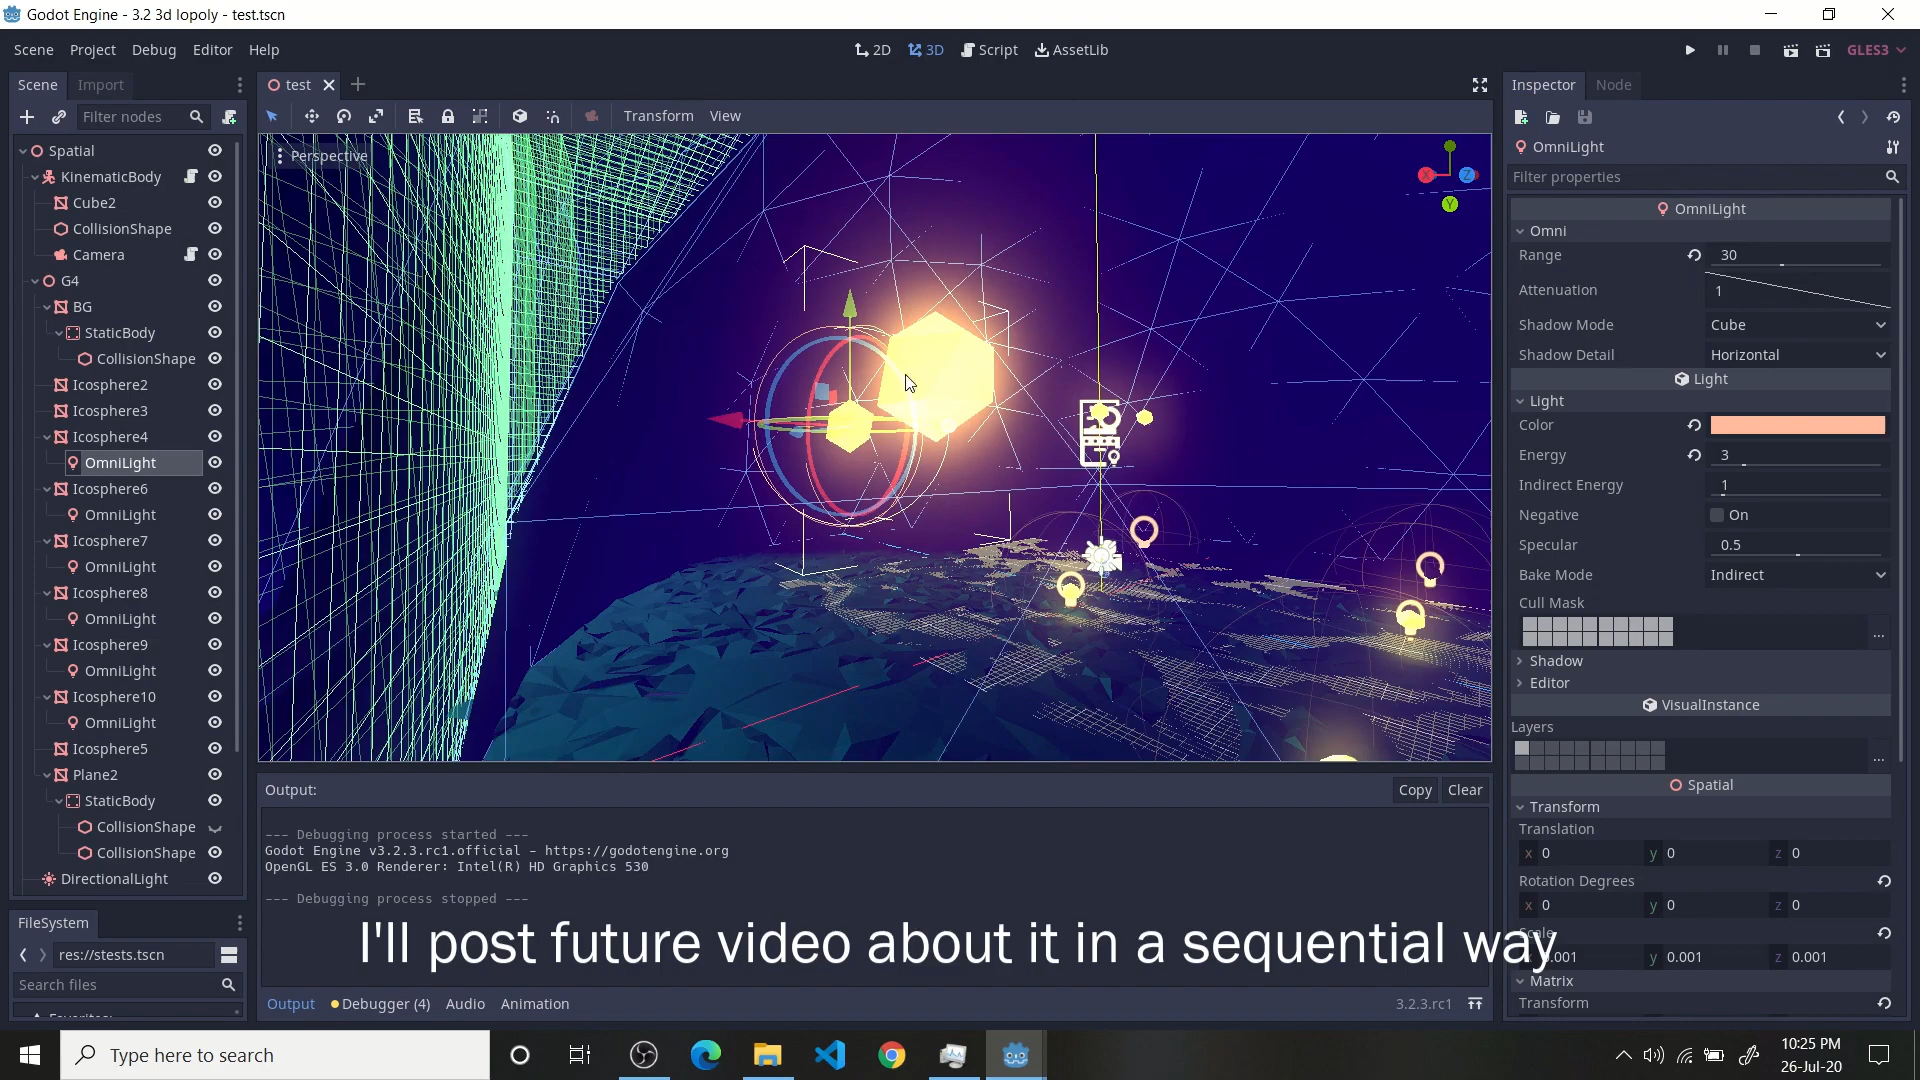 Godot Engine - 3.2 3d lopoly - test.tscn
Scene Project Debug Editor Help
2D 3D Script AssetLib
GLES3
Scene Import
Filter nodes
Spatial
KinematicBody
Cube2
CollisionShape
Camera
G4
BG
StaticBody
CollisionShape
Icosphere2
Icosphere3
Icosphere4
OmniLight
Icosphere6
OmniLight
Icosphere7
OmniLight
Icosphere8
OmniLight
Icosphere9
OmniLight
Icosphere10
OmniLight
Icosphere5
Plane2
StaticBody
CollisionShape
CollisionShape
DirectionalLight
FileSystem
res://stests.tscn
Search files
test
Transform View
Perspective
X Z
Y
Output:
Copy Clear
--- Debugging process started ---
Godot Engine v3.2.3.rc1.official - https://godotengine.org
OpenGL ES 3.0 Renderer: Intel(R) HD Graphics 530
--- Debugging process stopped ---
I'll post future video about it in a sequential way
Output Debugger (4) Audio Animation
3.2.3.rc1
Inspector Node
OmniLight
Filter properties
OmniLight
Omni
Range 30
Attenuation 1
Shadow Mode Cube
Shadow Detail Horizontal
Light
Light
Color
Energy 3
Indirect Energy 1
Negative On
Specular 0.5
Bake Mode Indirect
Cull Mask
...
Shadow
Editor
VisualInstance
Layers
...
Spatial
Transform
Translation
x 0 y 0 z 0
Rotation Degrees
x 0 y 0 z 0
Scale
0.001 y 0.001 z 0.001
Matrix
Transform
Type here to search
10:25 PM
26-Jul-20